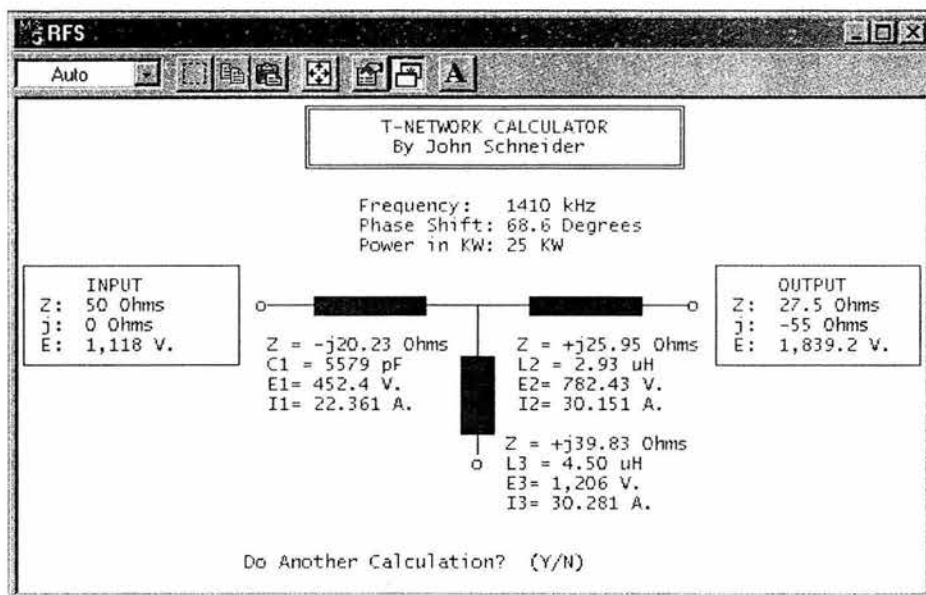 RFS
Auto
A
T-NETWORK CALCULATOR
By John Schneider
Frequency: 1410 kHz
Phase Shift: 68.6 Degrees
Power in KW: 25 KW
INPUT
Z: 50 Ohms
j: 0 Ohms
E: 1,118 V.
OUTPUT
Z: 27.5 Ohms
j: -55 Ohms
E: 1,839.2 V.
Z = -j20.23 Ohms
C1 = 5579 pF
E1= 452.4 V.
I1= 22.361 A.
Z = +j25.95 Ohms
L2 = 2.93 uH
E2= 782.43 V.
I2= 30.151 A.
Z = +j39.83 Ohms
L3 = 4.50 uH
E3= 1,206 V.
I3= 30.281 A.
Do Another Calculation? (Y/N)